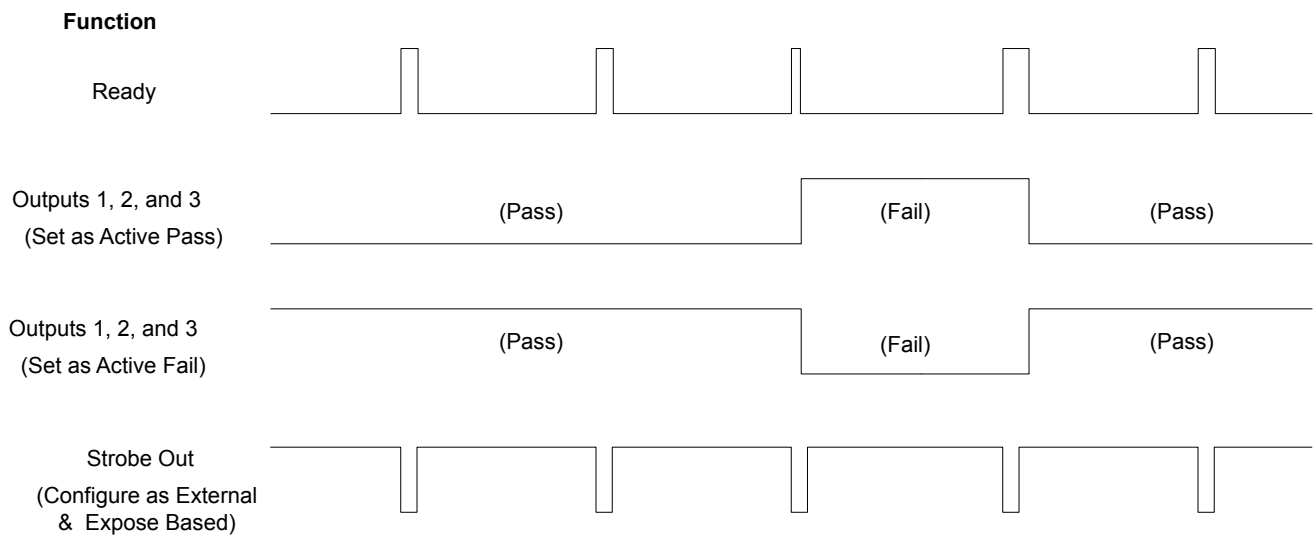 Function
Ready
Outputs 1, 2, and 3
(Set as Active Pass)
(Pass)
(Fail)
(Pass)
Outputs 1, 2, and 3
(Set as Active Fail)
(Pass)
(Fail)
(Pass)
Strobe Out
(Configure as External
& Expose Based)